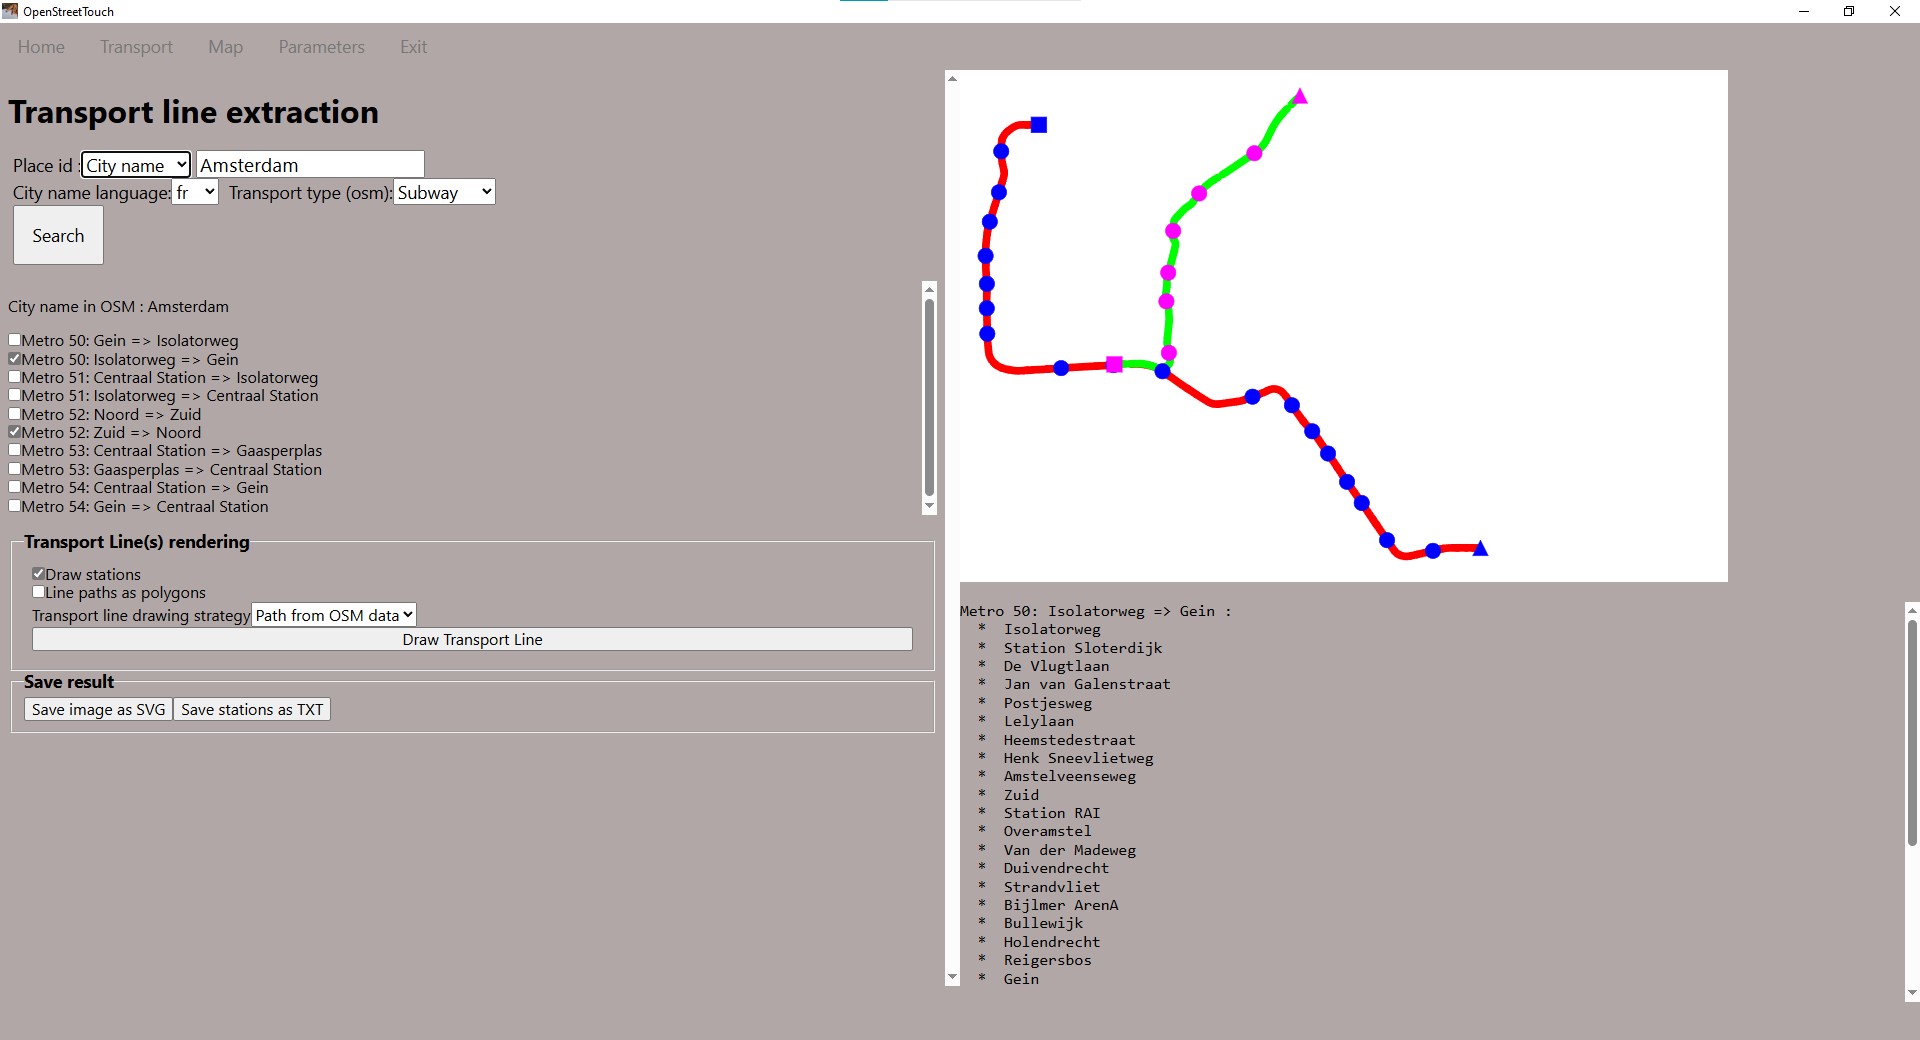 OpenStreetTouch
Home Transport Map Parameters Exit
Transport line extraction
Place id : City name Amsterdam
City name language: fr Transport type (osm): Subway
Search
City name in OSM : Amsterdam
Metro 50: Gein => Isolatorweg
Metro 50: Isolatorweg => Gein
Metro 51: Centraal Station => Isolatorweg
Metro 51: Isolatorweg => Centraal Station
Metro 52: Noord => Zuid
Metro 52: Zuid => Noord
Metro 53: Centraal Station => Gaasperplas
Metro 53: Gaasperplas => Centraal Station
Metro 54: Centraal Station => Gein
Metro 54: Gein => Centraal Station
Transport Line(s) rendering
Draw stations
Line paths as polygons
Transport line drawing strategy Path from OSM data
Draw Transport Line
Save result
Save image as SVG Save stations as TXT
Metro 50: Isolatorweg => Gein :
* Isolatorweg
* Station Sloterdijk
* De Vlugtlaan
* Jan van Galenstraat
* Postjesweg
* Lelylaan
* Heemstedestraat
* Henk Sneevlietweg
* Amstelveenseweg
* Zuid
* Station RAI
* Overamstel
* Van der Madeweg
* Duivendrecht
* Strandvliet
* Bijlmer ArenA
* Bullewijk
* Holendrecht
* Reigersbos
* Gein